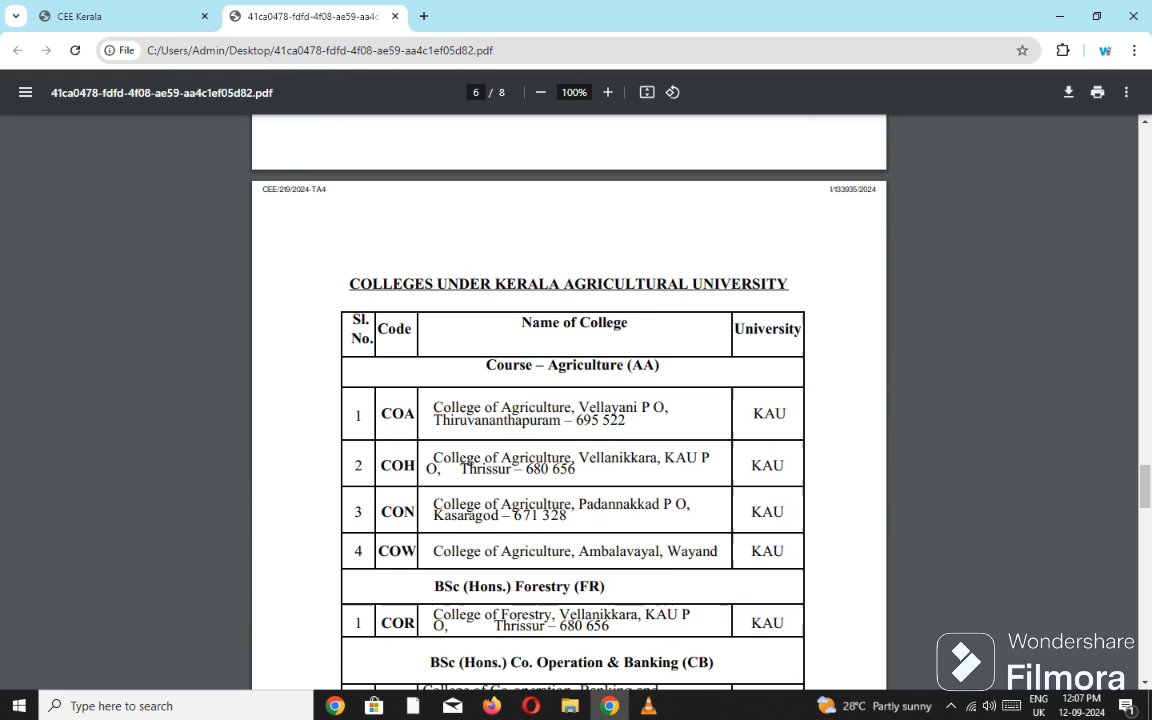 CEE Kerala
41ca0478-fdfd-4f08-ae59-aa4c
File
C:/Users/Admin/Desktop/41ca0478-fdfd-4f08-ae59-aa4c1ef05d82.pdf
41ca0478-fdfd-4f08-ae59-aa4c1ef05d82.pdf
6 / 8
100%
CEE/219/2024-TA4
I/133935/2024
COLLEGES UNDER KERALA AGRICULTURAL UNIVERSITY
Sl. No. Code Name of College University
Course – Agriculture (AA)
1 COA College of Agriculture, Vellayani P O, KAU
Thiruvananthapuram – 695 522
2 COH College of Agriculture, Vellanikkara, KAU P KAU
O, Thrissur – 680 656
3 CON College of Agriculture, Padannakkad P O, KAU
Kasaragod – 671 328
4 COW College of Agriculture, Ambalavayal, Wayand KAU
BSc (Hons.) Forestry (FR)
1 COR College of Forestry, Vellanikkara, KAU P KAU
O, Thrissur – 680 656
BSc (Hons.) Co. Operation & Banking (CB)
College of Co-operation, Banking and
Wondershare
Filmora
Type here to search
28°C Partly sunny
ENG
UK
12:07 PM
12-09-2024
1